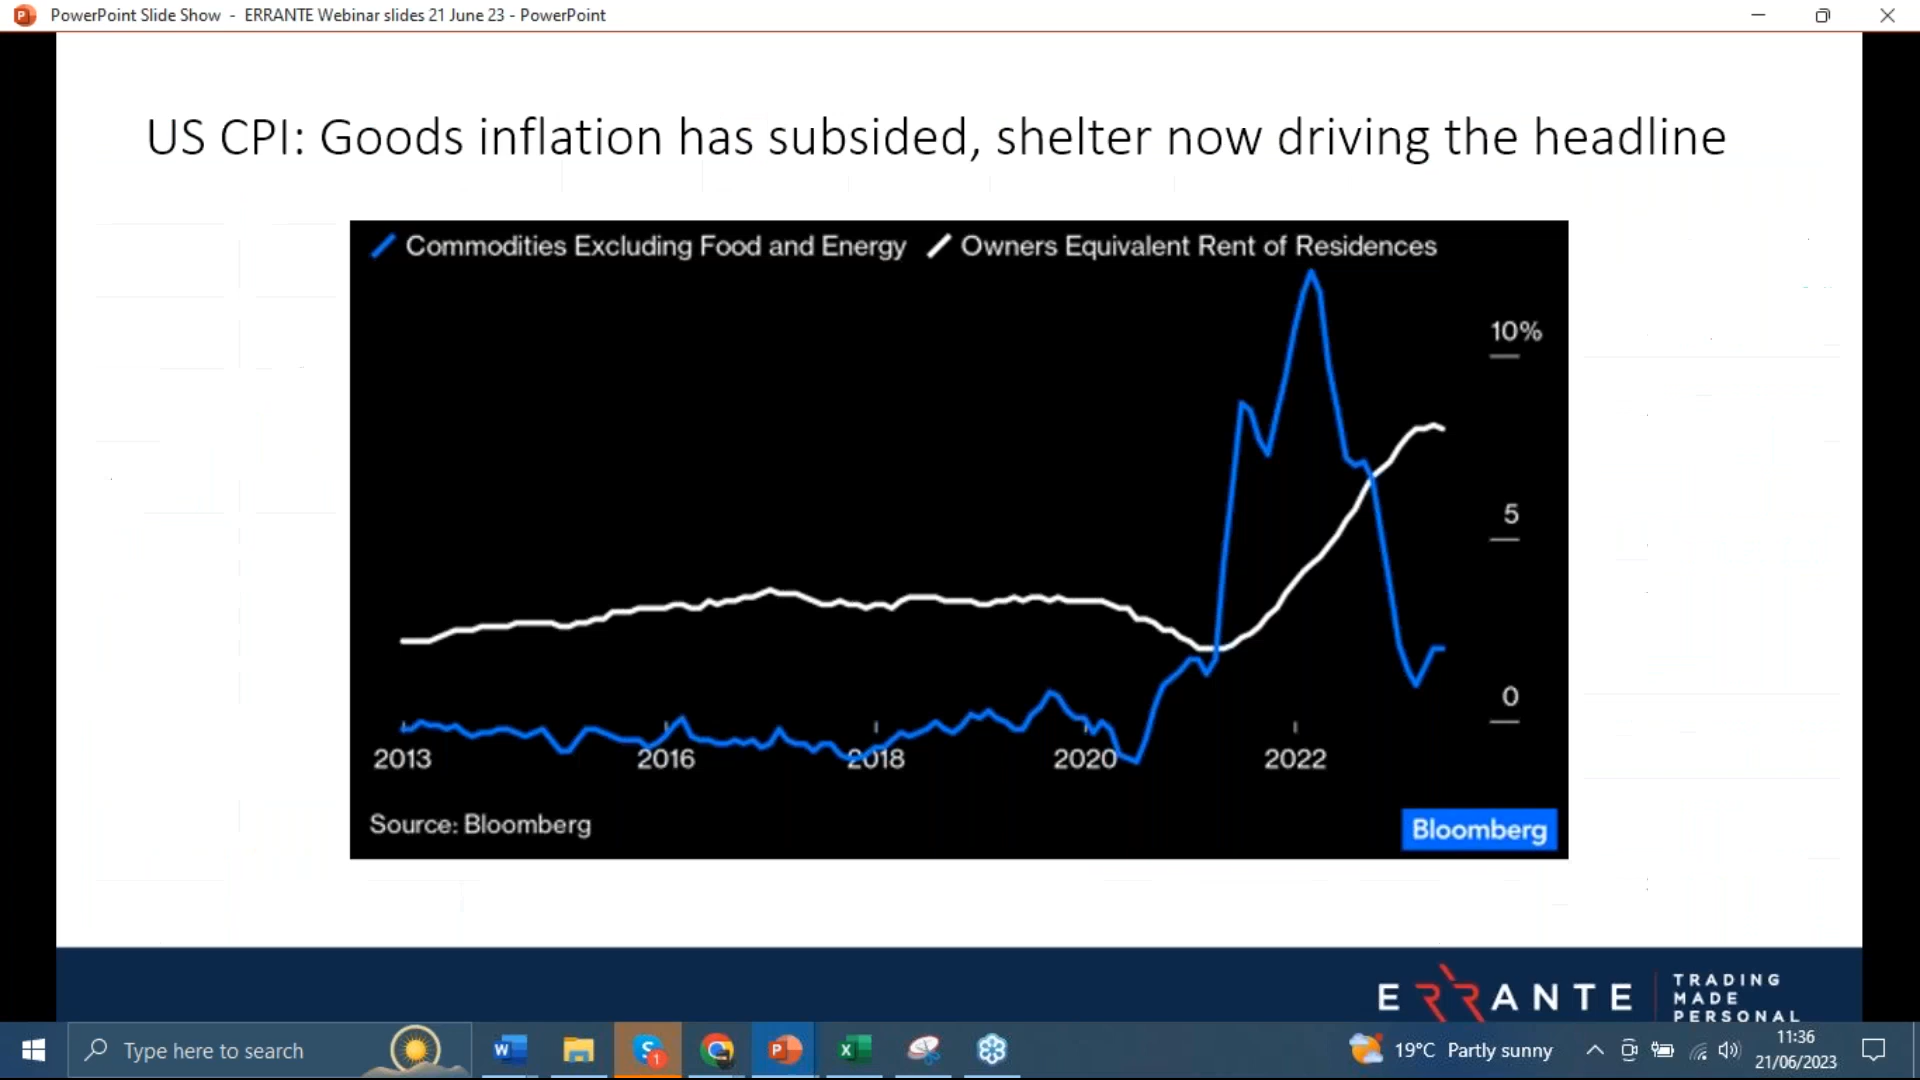 PowerPoint Slide Show - ERRANTE Webinar slides 21 June 23 - PowerPoint
US CPI: Goods inflation has subsided, shelter now driving the headline
Commodities Excluding Food and Energy
Owners Equivalent Rent of Residences
10%
5
0
2013
2016
2018
2020
2022
Source: Bloomberg
Bloomberg
ERRANTE
TRADING
MADE
PERSONAL
Type here to search
1
19°C Partly sunny
11:36
21/06/2023